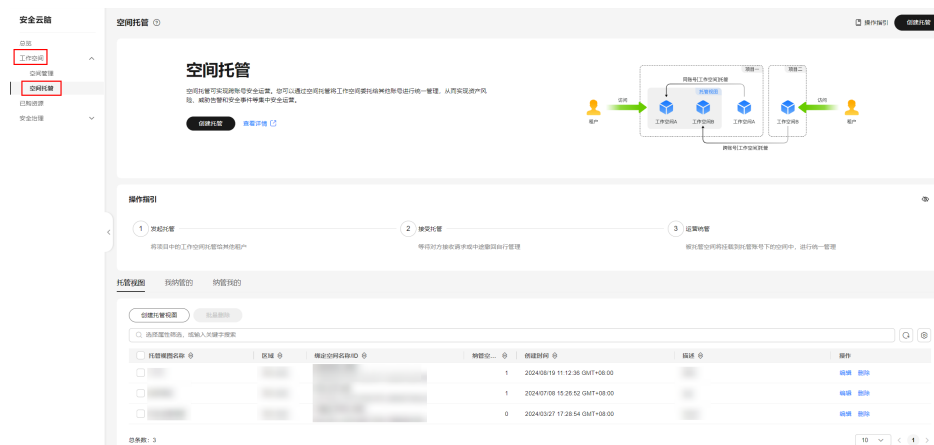 安全云脑
总览
工作空间
空间管理
空间托管
已购资源
安全治理
空间托管
操作指引
创建托管
空间托管
空间托管可实现跨账号安全运营。您可以通过空间托管将工作空间委托给其他账号进行统一管理，从而实现资产风
险、威胁告警和安全事件等集中安全运营。
创建托管
查看详情
项目一
项目二
同账号工作空间托管
托管视图
访问
访问
租户
工作空间A
工作空间B
工作空间A
工作空间B
租户
跨账号工作空间托管
操作指引
1 发起托管
将项目中的工作空间托管给其他租户
2 接受托管
等待对方接收请求或中途撤回自行管理
3 运营纳管
被托管空间将挂载到托管账号下的空间中，进行统一管理
托管视图
我纳管的
纳管我的
创建托管视图
批量删除
选择属性筛选，或输入关键字搜索
托管视图名称
区域
绑定空间名称/ID
纳管空...
创建时间
描述
操作
1 2024/08/19 11:12:36 GMT+08:00 编辑 删除
1 2024/07/08 15:26:52 GMT+08:00 编辑 删除
0 2024/03/27 17:28:54 GMT+08:00 编辑 删除
总条数：3
10
1